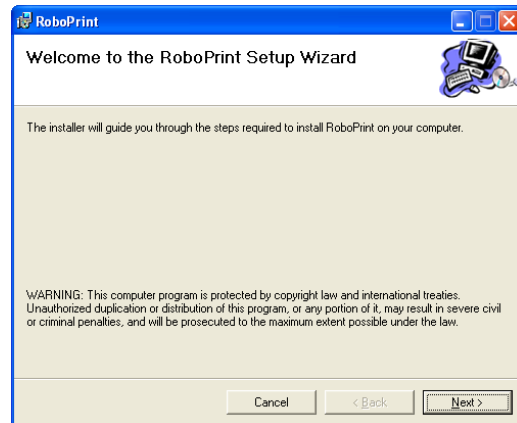 RoboPrint
Welcome to the RoboPrint Setup Wizard
The installer will guide you through the steps required to install RoboPrint on your computer.
WARNING: This computer program is protected by copyright law and international treaties.
Unauthorized duplication or distribution of this program, or any portion of it, may result in severe civil
or criminal penalties, and will be prosecuted to the maximum extent possible under the law.
Cancel
< Back
Next >